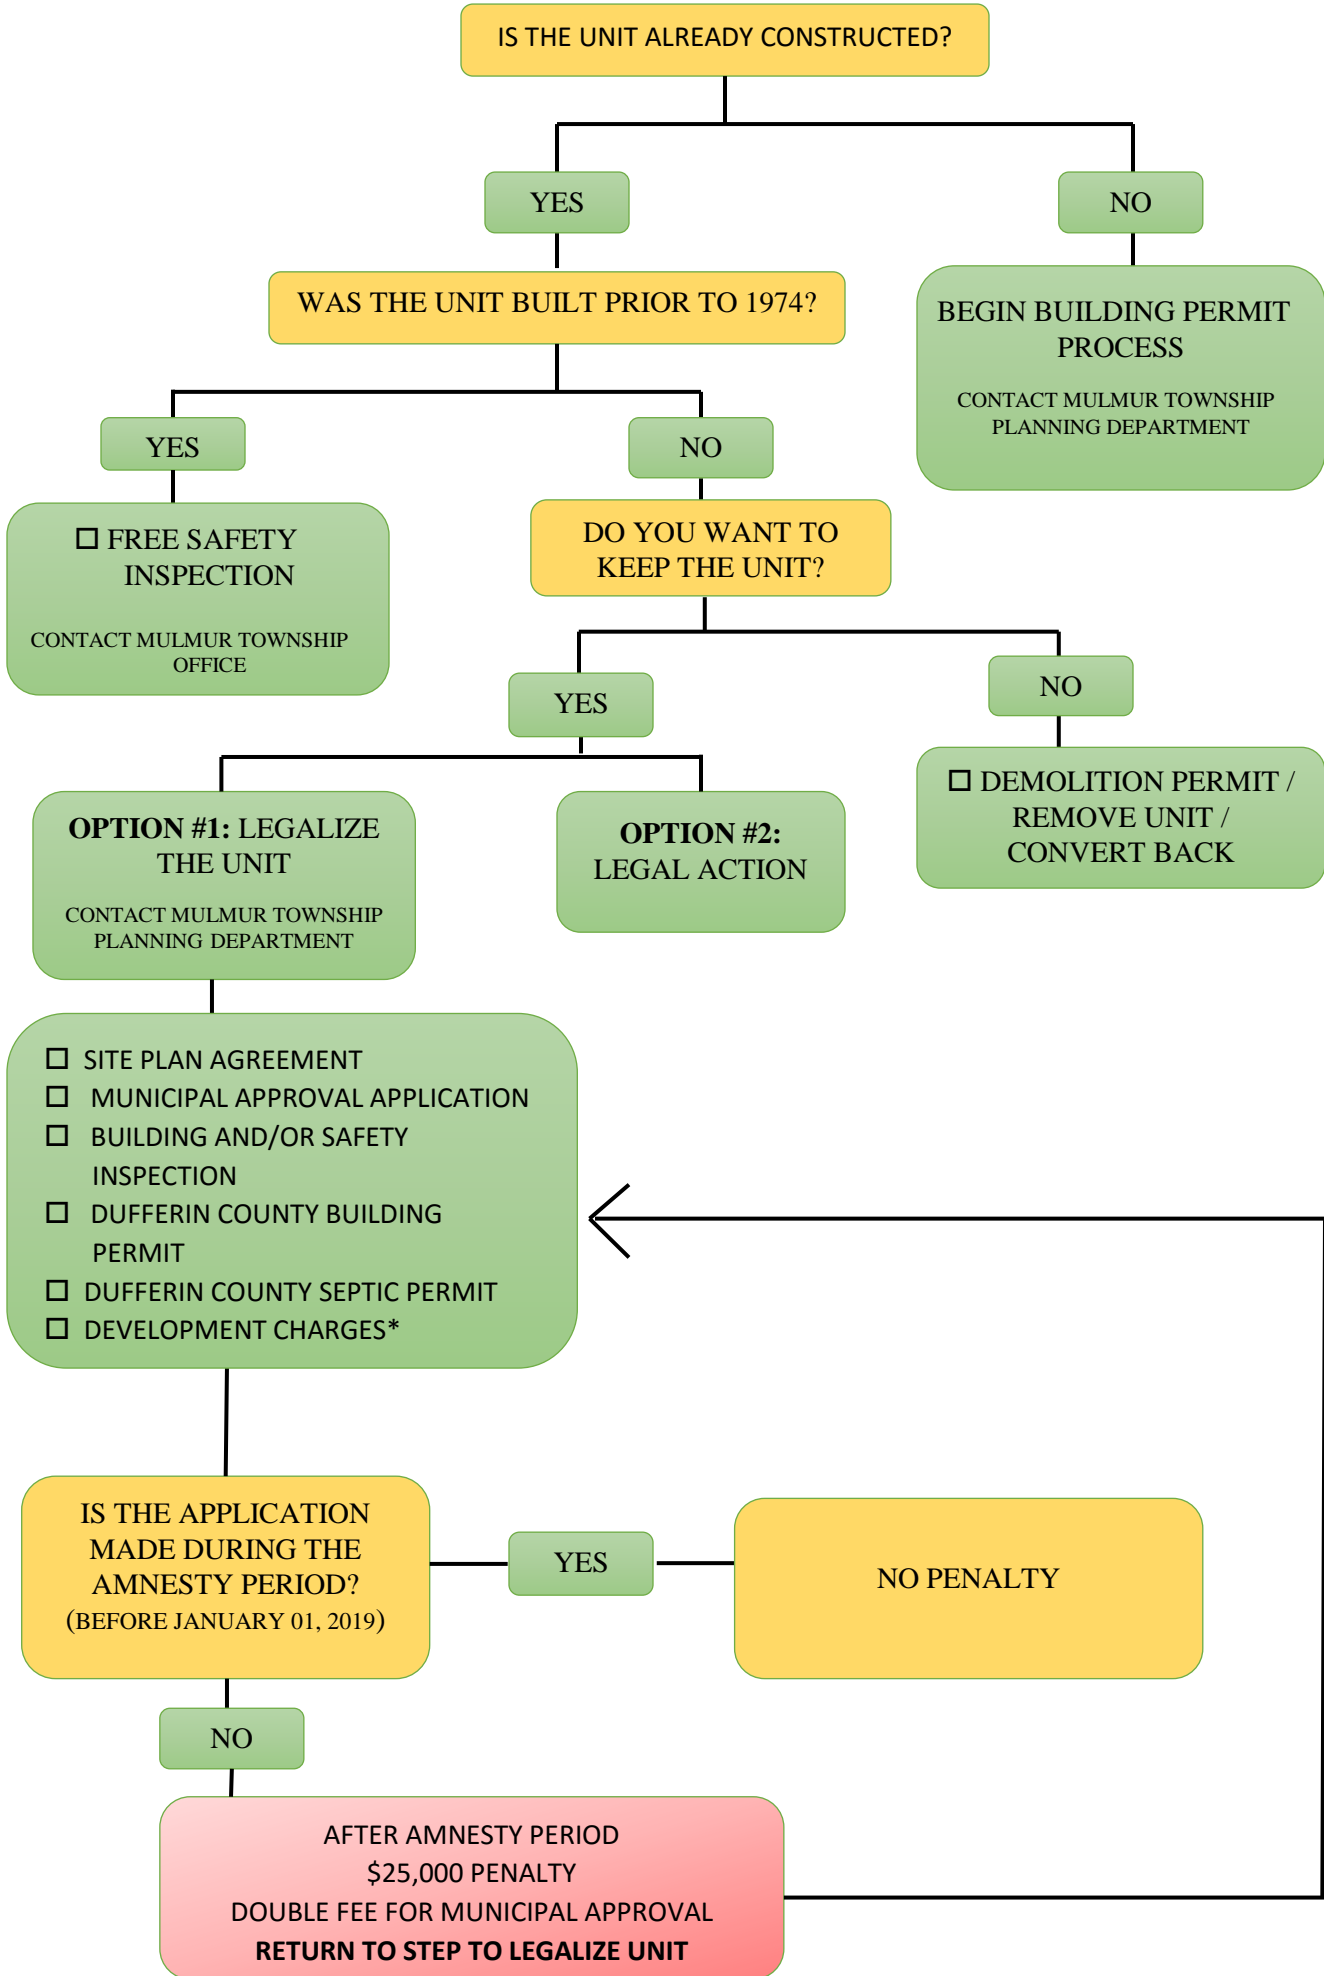 IS THE UNIT ALREADY CONSTRUCTED?
YES
NO
WAS THE UNIT BUILT PRIOR TO 1974?
BEGIN BUILDING PERMIT
PROCESS
CONTACT MULMUR TOWNSHIP
PLANNING DEPARTMENT
YES
NO
☐ FREE SAFETY
INSPECTION
CONTACT MULMUR TOWNSHIP
OFFICE
DO YOU WANT TO
KEEP THE UNIT?
YES
NO
OPTION #1: LEGALIZE
THE UNIT
CONTACT MULMUR TOWNSHIP
PLANNING DEPARTMENT
OPTION #2:
LEGAL ACTION
☐ DEMOLITION PERMIT /
REMOVE UNIT /
CONVERT BACK
☐ SITE PLAN AGREEMENT
☐ MUNICIPAL APPROVAL APPLICATION
☐ BUILDING AND/OR SAFETY
INSPECTION
☐ DUFFERIN COUNTY BUILDING
PERMIT
☐ DUFFERIN COUNTY SEPTIC PERMIT
☐ DEVELOPMENT CHARGES*
IS THE APPLICATION
MADE DURING THE
AMNESTY PERIOD?
(BEFORE JANUARY 01, 2019)
YES
NO PENALTY
NO
AFTER AMNESTY PERIOD
$25,000 PENALTY
DOUBLE FEE FOR MUNICIPAL APPROVAL
RETURN TO STEP TO LEGALIZE UNIT